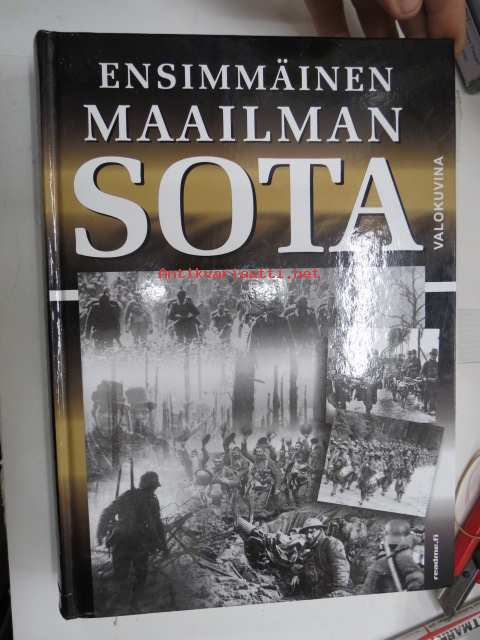 ENSIMMÄINEN
MAAILMAN
SOTA
VALOKUVINA
Antikvariaatti.net
readme.fi